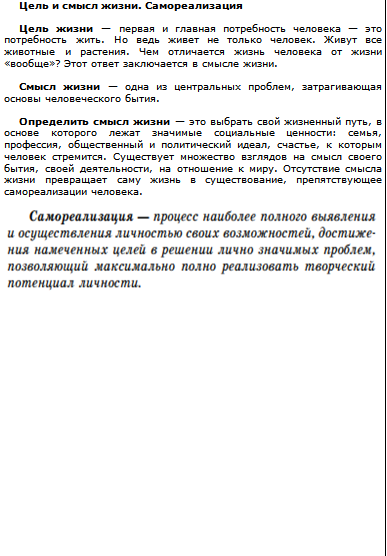 Цель и смысл жизни. Самореализация
Цель жизни — первая и главная потребность человека — это
потребность жить. Но ведь живет не только человек. Живут все
животные и растения. Чем отличается жизнь человека от жизни
«вообще»? Этот ответ заключается в смысле жизни.
Смысл жизни — одна из центральных проблем, затрагивающая
основы человеческого бытия.
Определить смысл жизни — это выбрать свой жизненный путь, в
основе которого лежат значимые социальные ценности: семья,
профессия, общественный и политический идеал, счастье, к которым
человек стремится. Существует множество взглядов на смысл своего
бытия, своей деятельности, на отношение к миру. Отсутствие смысла
жизни превращает саму жизнь в существование, препятствующее
самореализации человека.
Самореализация — процесс наиболее полного выявления
и осуществления личностью своих возможностей, достиже-
ния намеченных целей в решении лично значимых проблем,
позволяющий максимально полно реализовать творческий
потенциал личности.